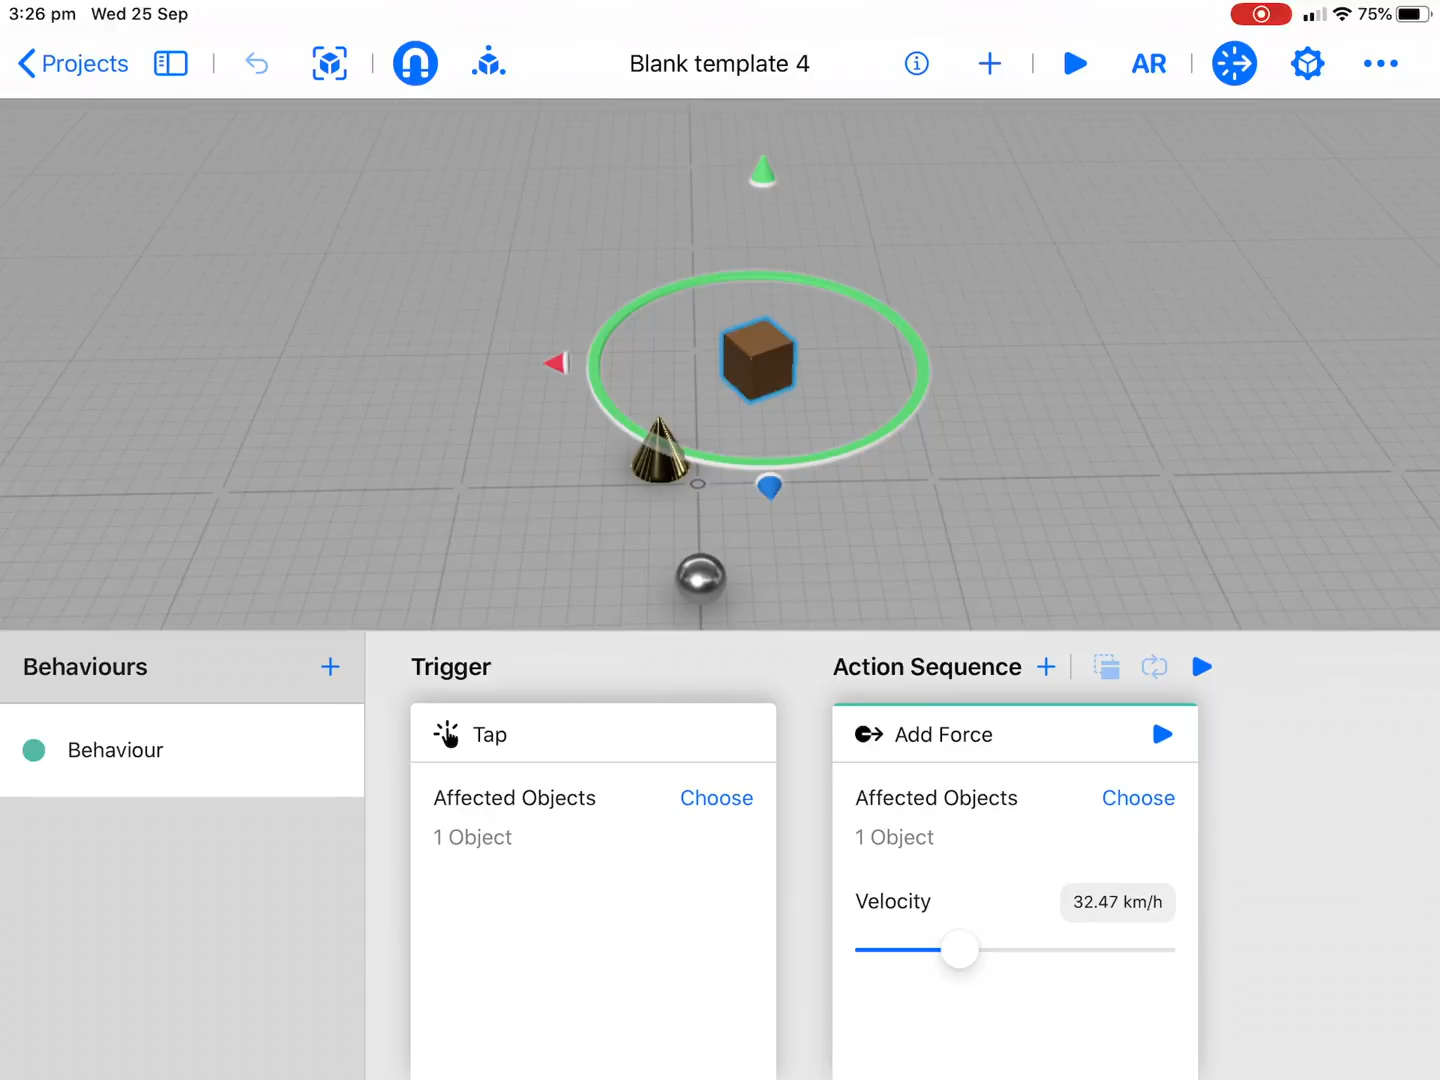 3:26 pm Wed 25 Sep
75%
Projects
Blank template 4
AR
Behaviours
Behaviour
Trigger
Tap
Affected Objects Choose
1 Object
Action Sequence
Add Force
Affected Objects Choose
1 Object
Velocity 32.47 km/h